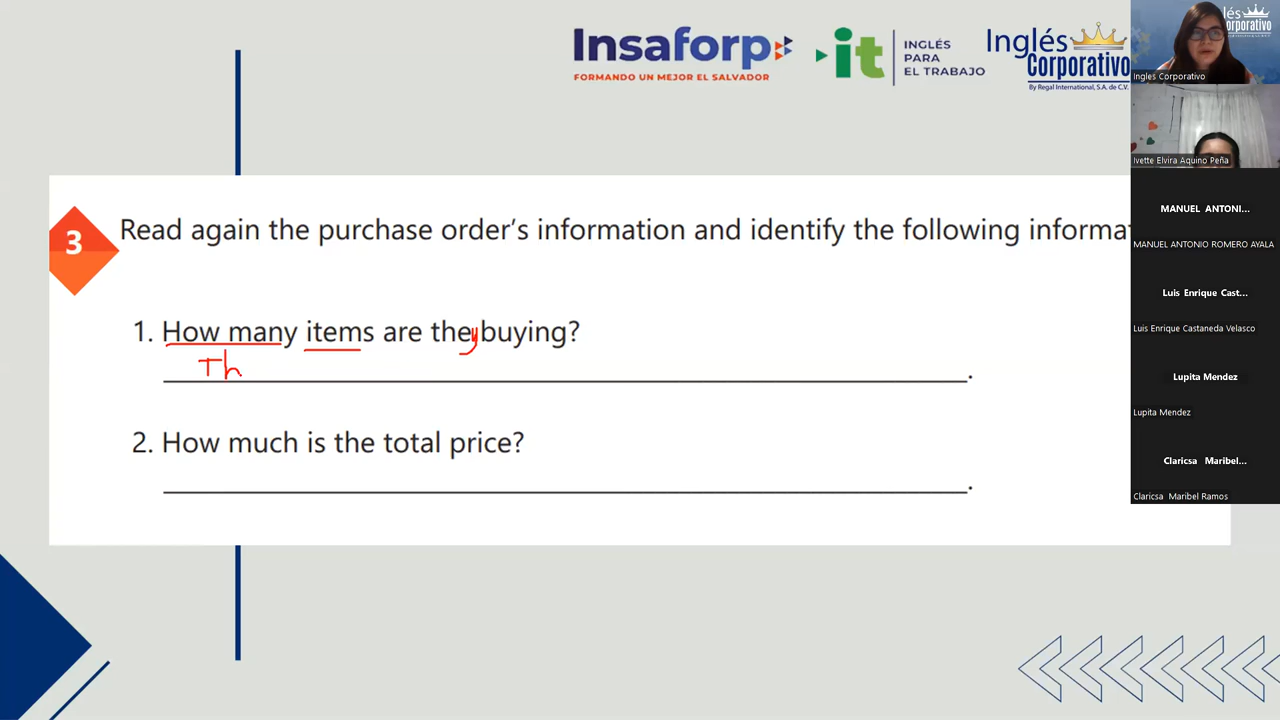 Insaforp
FORMANDO UN MEJOR EL SALVADOR
it
INGLÉS
PARA
EL TRABAJO
Inglés
Corporativo
By Regal International, S.A. de C.V.
glés
orporativo
Ingles Corporativo
Ivette Elvira Aquino Peña
MANUEL ANTONI...
MANUEL ANTONIO ROMERO AYALA
Luis Enrique Cast...
Luis Enrique Castaneda Velasco
Lupita Mendez
Lupita Mendez
Claricsa Maribel...
Claricsa Maribel Ramos
3
Read again the purchase order's information and identify the following informat
1. How many items are they buying?
Th
.
2. How much is the total price?
.